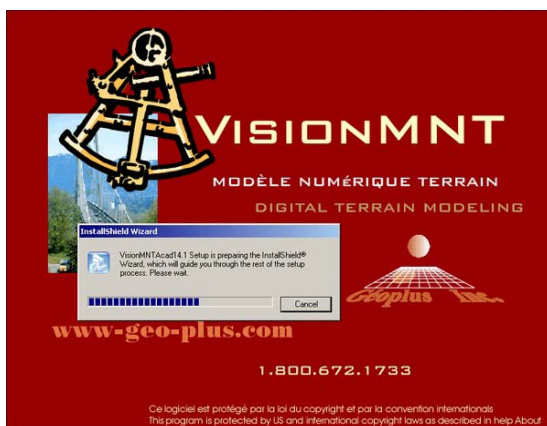 VISIONMNT
MODÈLE NUMÉRIQUE TERRAIN
DIGITAL TERRAIN MODELING
InstallShield Wizard
VisionMNTAcad14,1 Setup is preparing the InstallShield®
Wizard, which will guide you through the rest of the setup
process. Please wait.
Cancel
Géoplus Inc.
www-geo-plus.com
1.800.672.1733
Ce logiciel est protégé par la loi du copyright et par la convention internationals
This program is protected by US and international copyright laws as described in help About